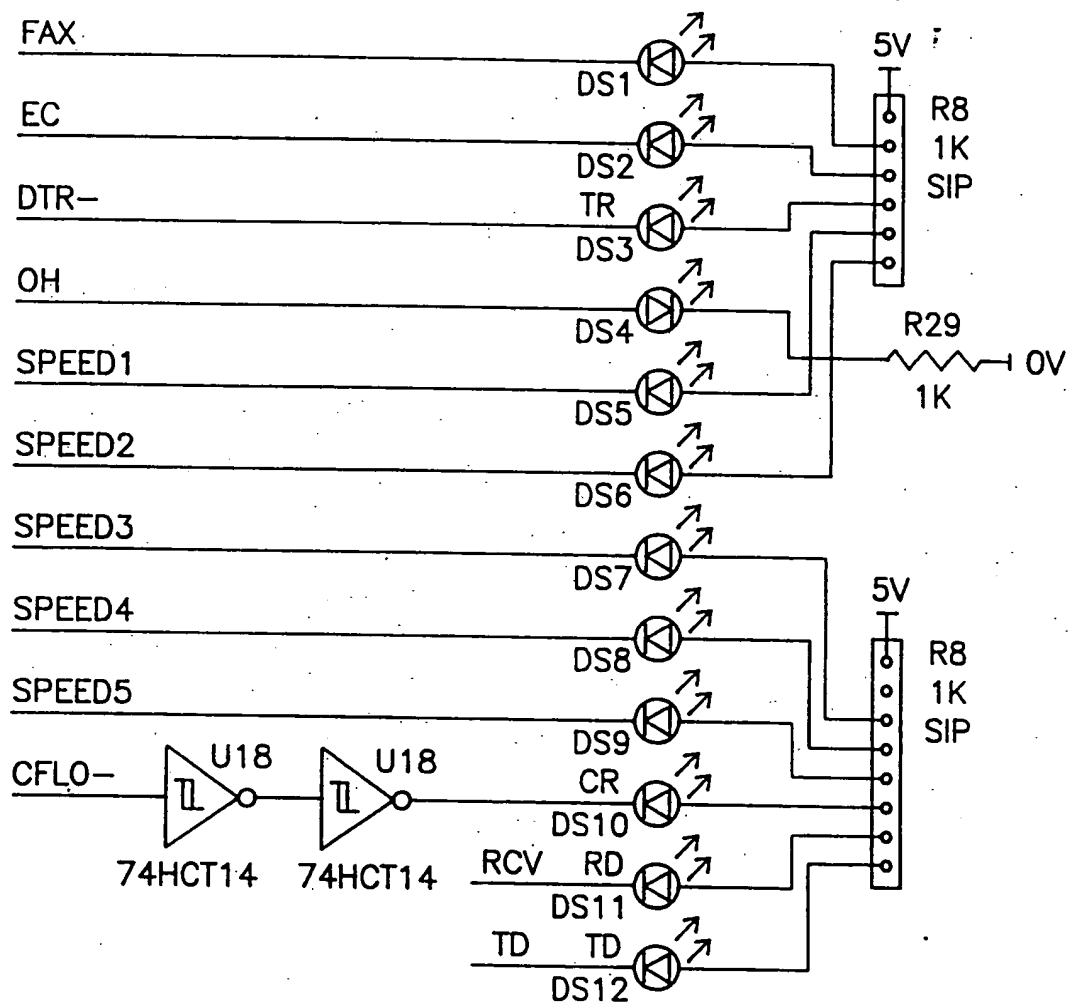 FAX
DS1
5V
R8
1K
SIP
EC
DS2
DTR-
TR
DS3
OH
DS4
R29
1K
0V
SPEED1
DS5
SPEED2
DS6
SPEED3
DS7
5V
R8
1K
SIP
SPEED4
DS8
SPEED5
DS9
CFLO-
U18
U18
74HCT14
74HCT14
CR
DS10
RCV
RD
DS11
TD
TD
DS12